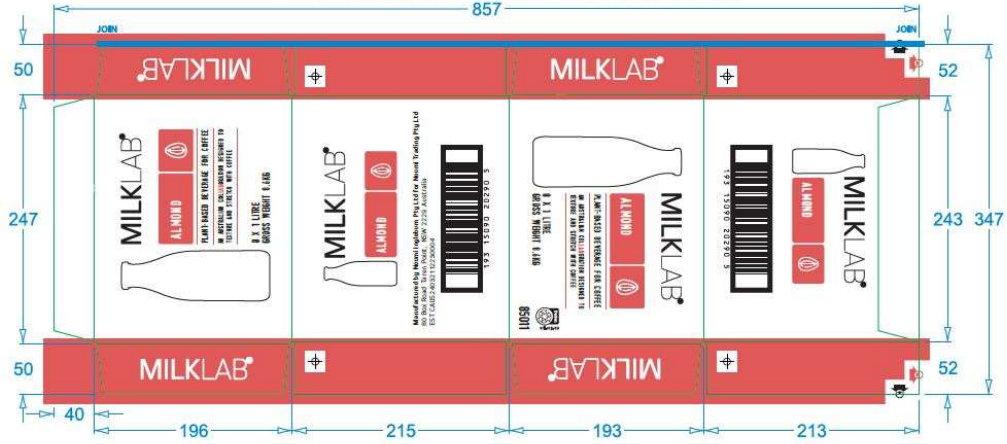 857
JOIN
JOIN
50
MILKLAB
MILKLAB
52
MILKLAB
ALMOND
PLANT-BASED BEVERAGE FOR COFFEE
AN AUSTRALIAN COLLABORATION DESIGNED TO
TEXTURE AND STRETCH WITH COFFEE
8 X 1 LITRE
GROSS WEIGHT 8.6KG
MILKLAB
ALMOND
Manufactured by Noumi Ingleburn Pty Ltd for Noumi Trading Pty Ltd
80 Box Road Taren Point, NSW 2229 Australia
193 15090 20290 5
MILKLAB
ALMOND
PLANT-BASED BEVERAGE FOR COFFEE
AN AUSTRALIAN COLLABORATION DESIGNED TO
TEXTURE AND STRETCH WITH COFFEE
8 X 1 LITRE
GROSS WEIGHT 8.6KG
85011
193 15090 20290 5
MILKLAB
ALMOND
247
243
347
50
MILKLAB
MILKLAB
52
40
196
215
193
213